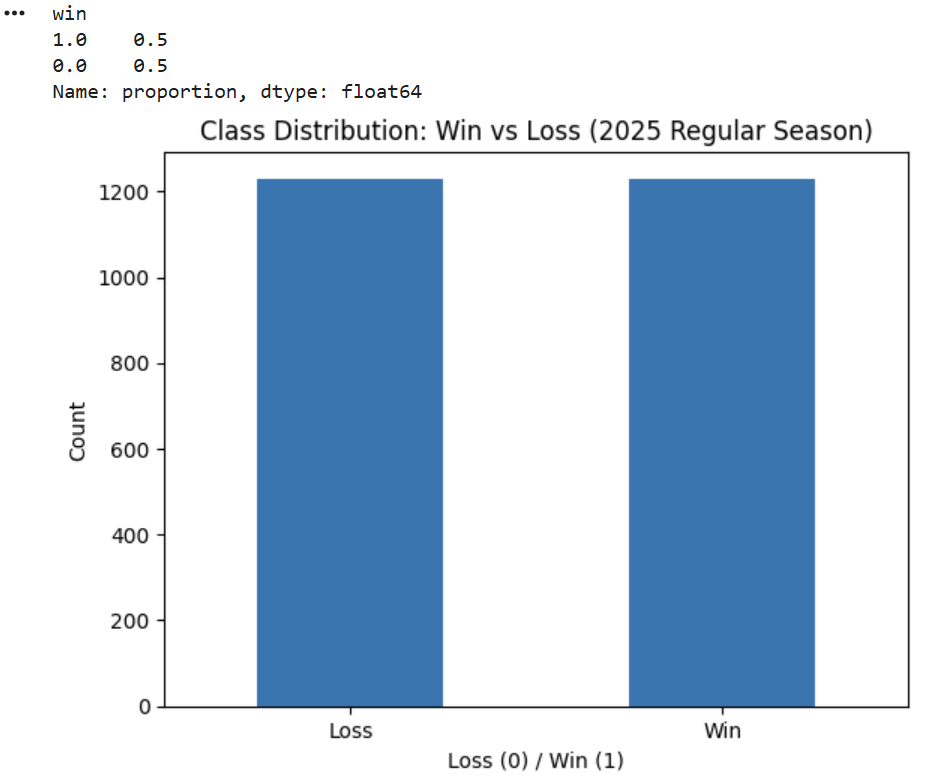 ••• win
1.0    0.5
0.0    0.5
Name: proportion, dtype: float64
Class Distribution: Win vs Loss (2025 Regular Season)
1200
1000
800
600
400
200
0
Count
Loss Win
Loss (0) / Win (1)